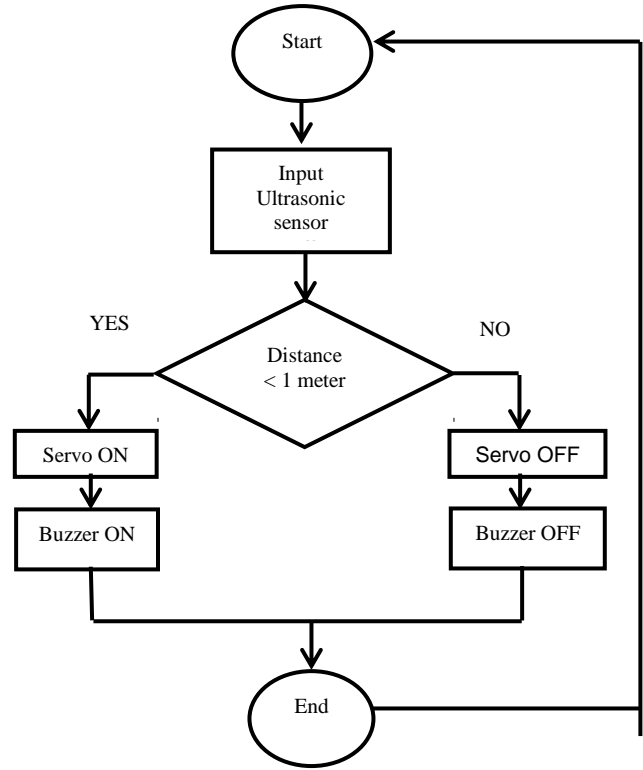 Start
Input
Ultrasonic
sensor
YES
NO
Distance
< 1 meter
Servo ON
Servo OFF
Buzzer ON
Buzzer OFF
End